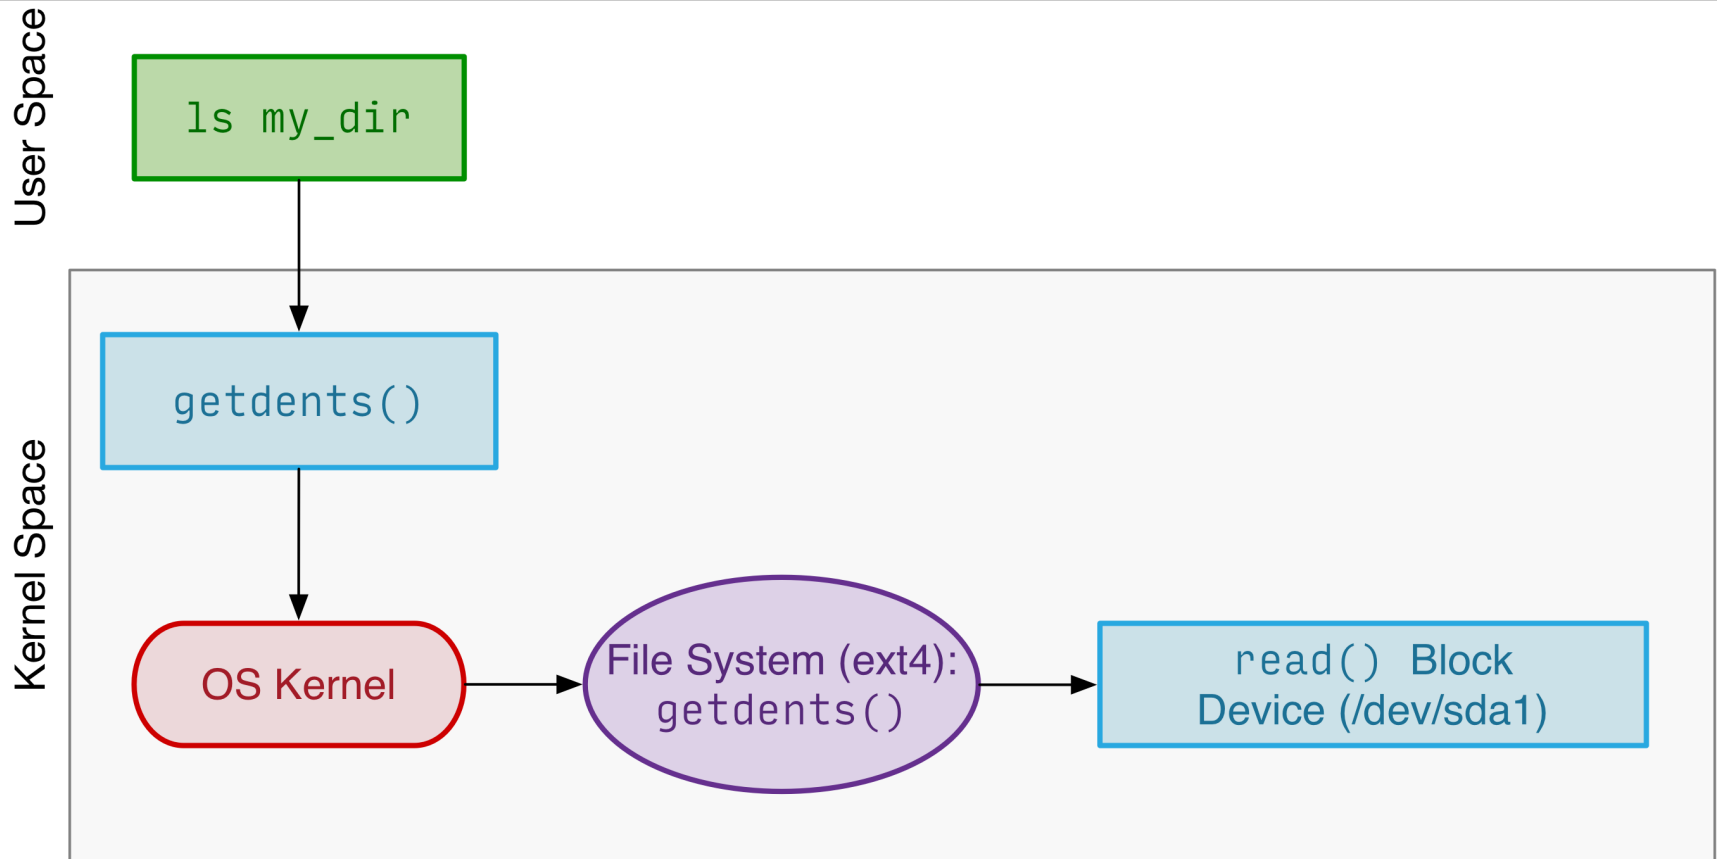 User Space
ls my_dir
Kernel Space
getdents()
OS Kernel
File System (ext4):
getdents()
read() Block
Device (/dev/sda1)